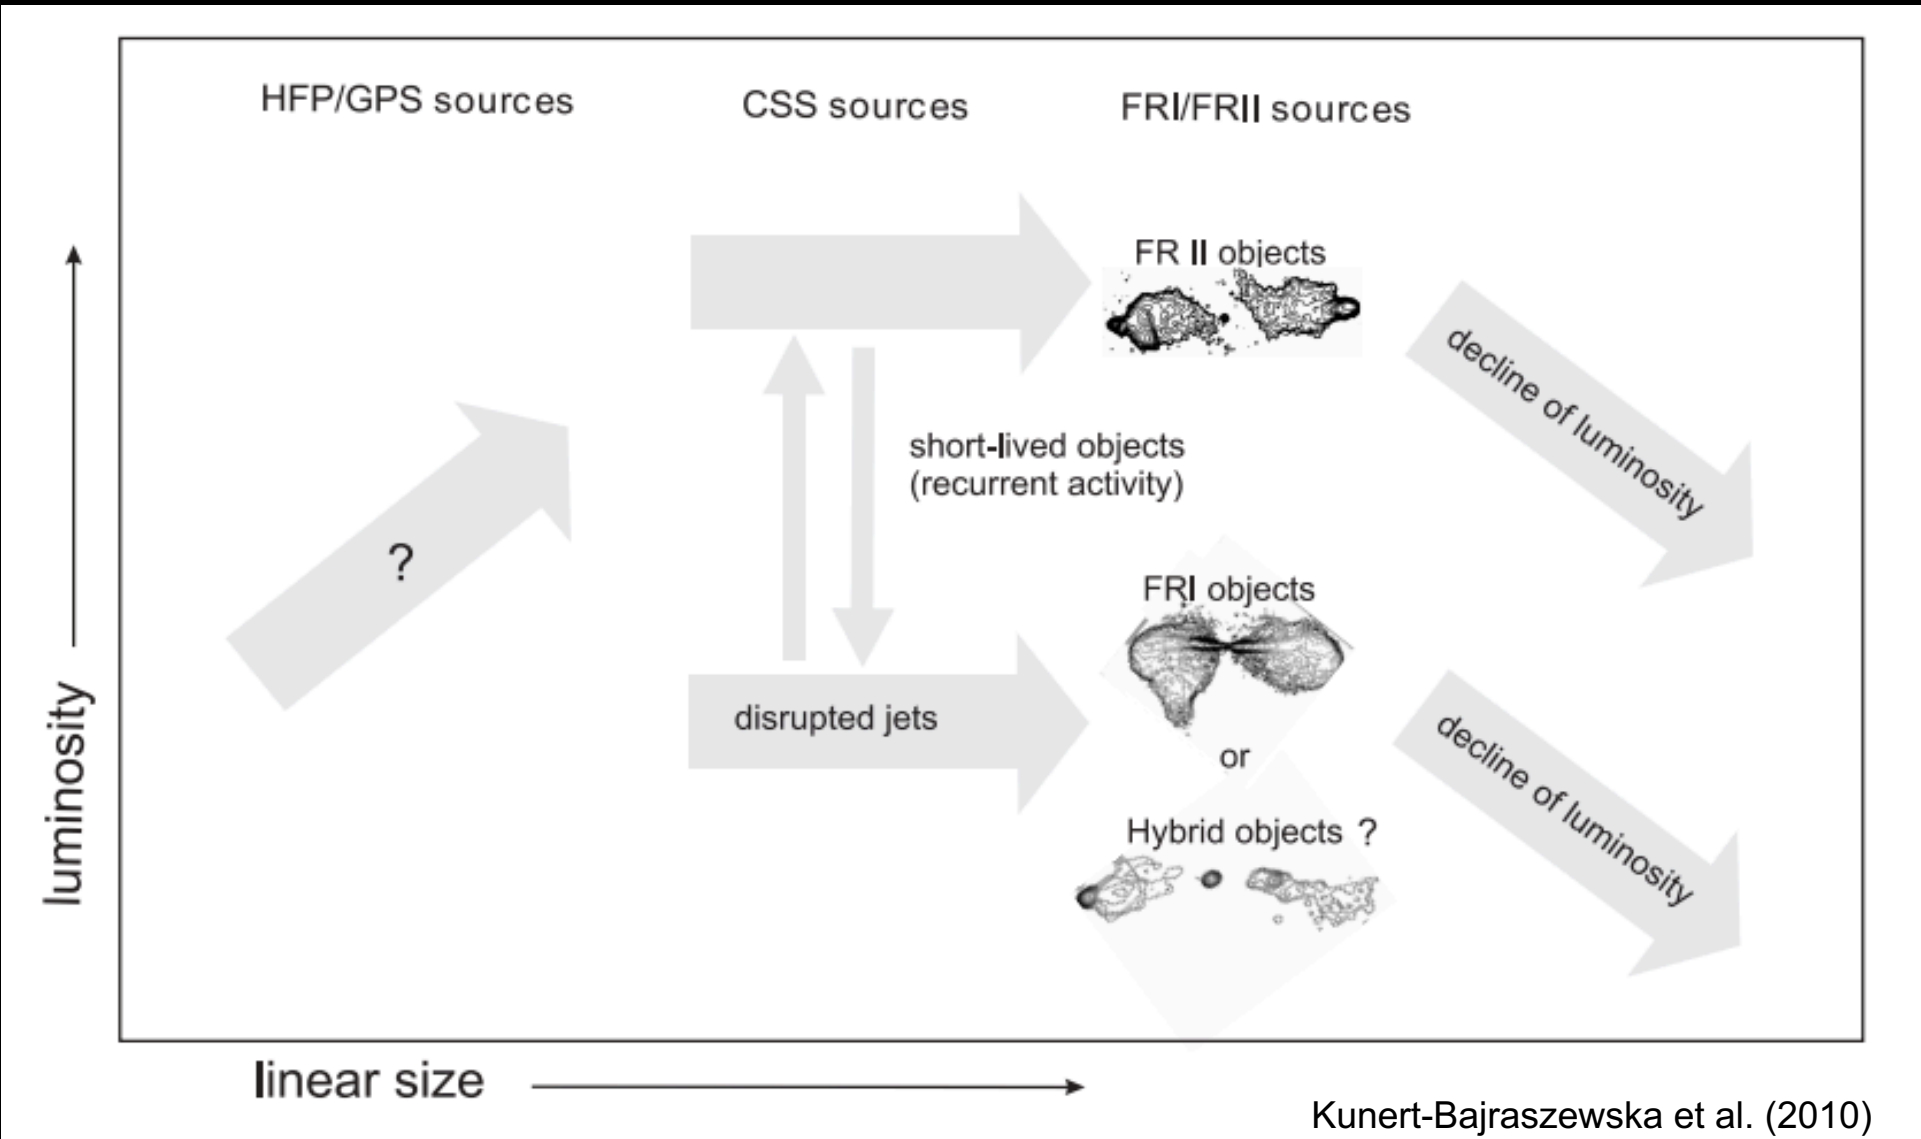 HFP/GPS sources
CSS sources
FRI/FRII sources
FR II objects
decline of luminosity
short-lived objects
(recurrent activity)
?
FRI objects
disrupted jets
or
decline of luminosity
Hybrid objects ?
luminosity
linear size
Kunert-Bajraszewska et al. (2010)